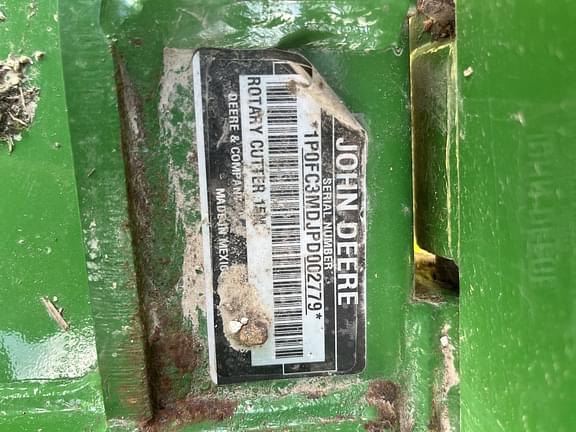 JOHN DEERE
SERIAL NUMBER
1P0FC3MDJPD002779*
ROTARY CUTTER
DEERE & COMPANY
MADE IN MEXICO